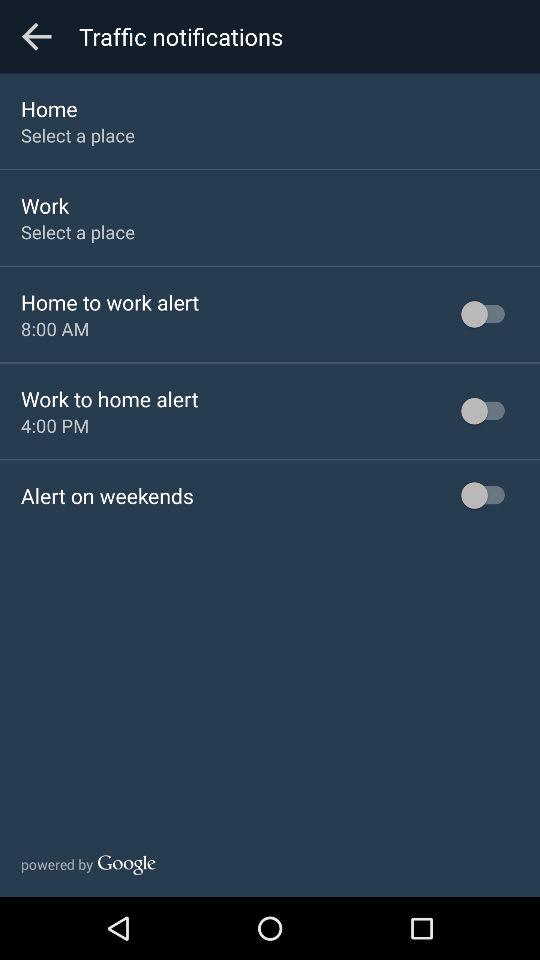 Traffic notifications
Home
Select a place
Work
Select a place
Home to work alert
8:00 AM
Work to home alert
4:00 PM
Alert on weekends
powered by Google